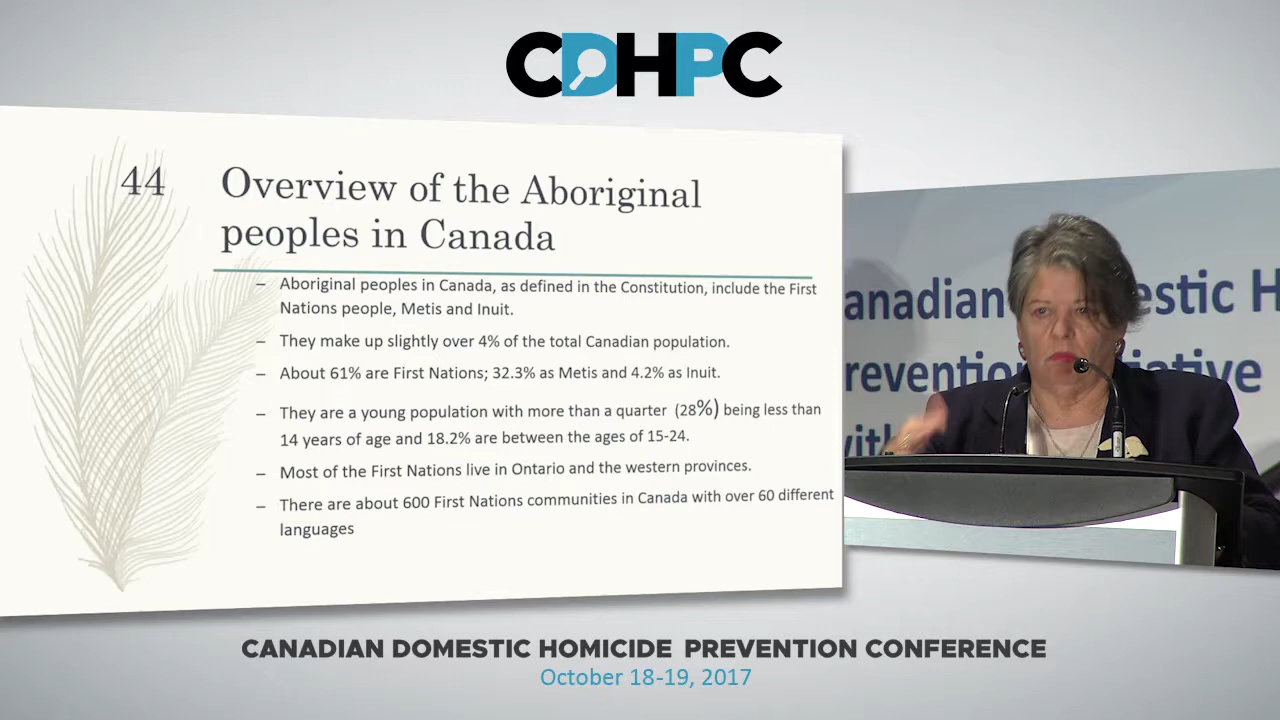 CDHPC
44
Overview of the Aboriginal
peoples in Canada
– Aboriginal peoples in Canada, as defined in the Constitution, include the First
Nations people, Metis and Inuit.
– They make up slightly over 4% of the total Canadian population.
– About 61% are First Nations; 32.3% as Metis and 4.2% as Inuit.
– They are a young population with more than a quarter (28%) being less than
14 years of age and 18.2% are between the ages of 15-24.
– Most of the First Nations live in Ontario and the western provinces.
– There are about 600 First Nations communities in Canada with over 60 different
languages
anadian estic H
reventio iative
CANADIAN DOMESTIC HOMICIDE PREVENTION CONFERENCE
October 18-19, 2017